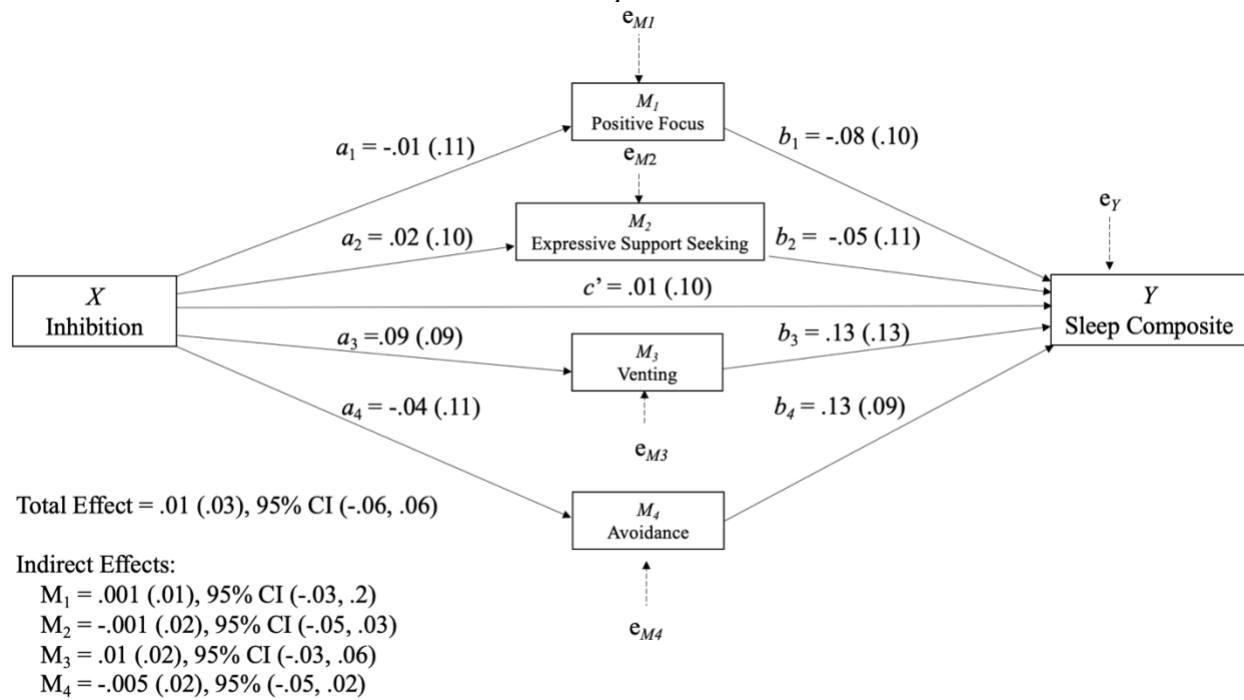 e_M1
M_1
Positive Focus
a_1 = -.01 (.11)
b_1 = -.08 (.10)
e_M2
M_2
Expressive Support Seeking
a_2 = .02 (.10)
b_2 = -.05 (.11)
e_Y
X
Inhibition
c’ = .01 (.10)
Y
Sleep Composite
a_3 =.09 (.09)
b_3 = .13 (.13)
M_3
Venting
a_4 = -.04 (.11)
b_4 = .13 (.09)
e_M3
M_4
Avoidance
e_M4
Total Effect = .01 (.03), 95% CI (-.06, .06)
Indirect Effects:
M_1 = .001 (.01), 95% CI (-.03, .2)
M_2 = -.001 (.02), 95% CI (-.05, .03)
M_3 = .01 (.02), 95% CI (-.03, .06)
M_4 = -.005 (.02), 95% (-.05, .02)